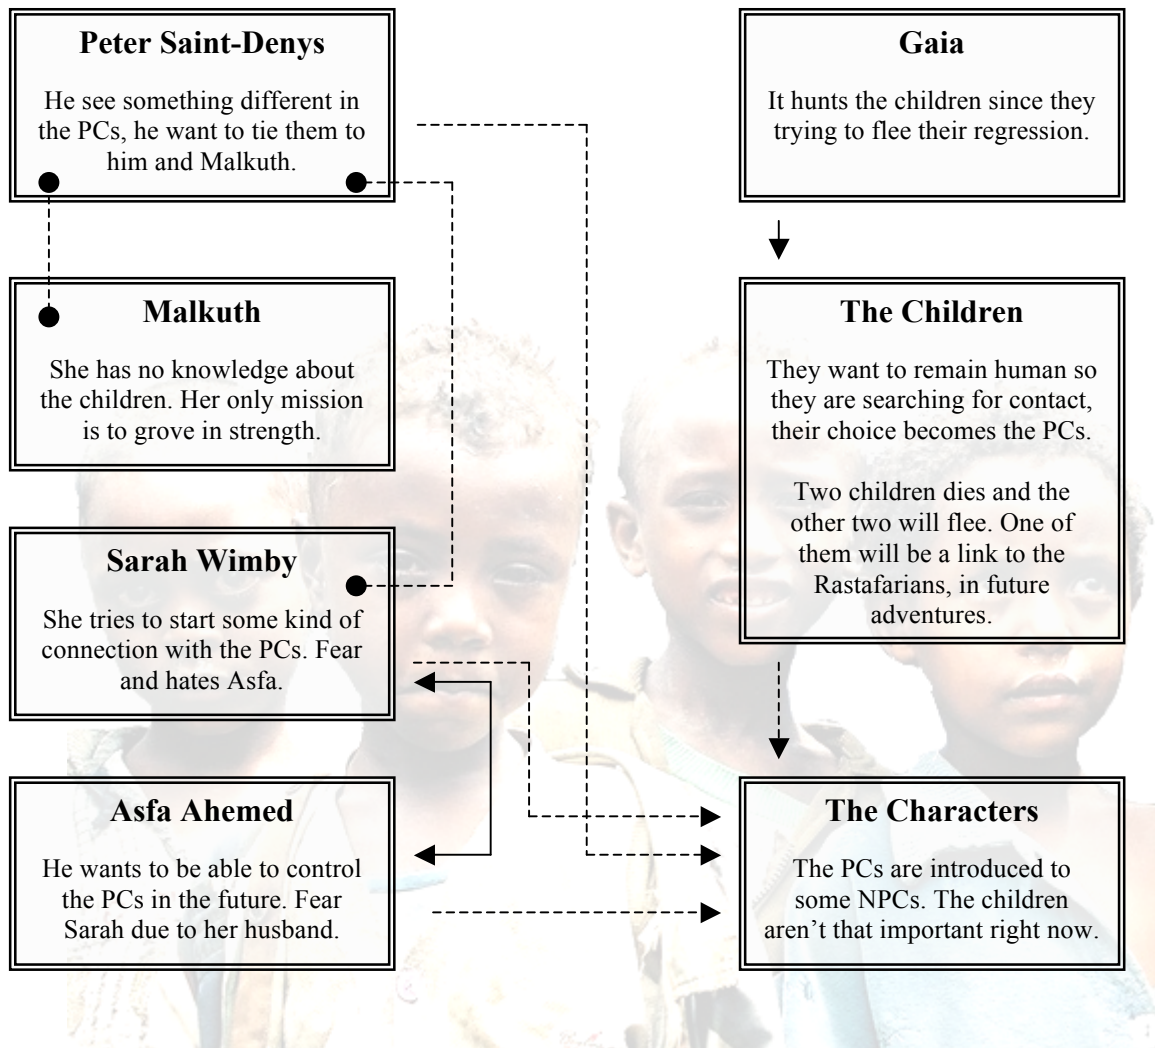 Peter Saint-Denys
He see something different in
the PCs, he want to tie them to
him and Malkuth.
Malkuth
She has no knowledge about
the children. Her only mission
is to grove in strength.
Sarah Wimby
She tries to start some kind of
connection with the PCs. Fear
and hates Asfa.
Asfa Ahemed
He wants to be able to control
the PCs in the future. Fear
Sarah due to her husband.
Gaia
It hunts the children since they
trying to flee their regression.
The Children
They want to remain human so
they are searching for contact,
their choice becomes the PCs.
Two children dies and the
other two will flee. One of
them will be a link to the
Rastafarians, in future
adventures.
The Characters
The PCs are introduced to
some NPCs. The children
aren't that important right now.